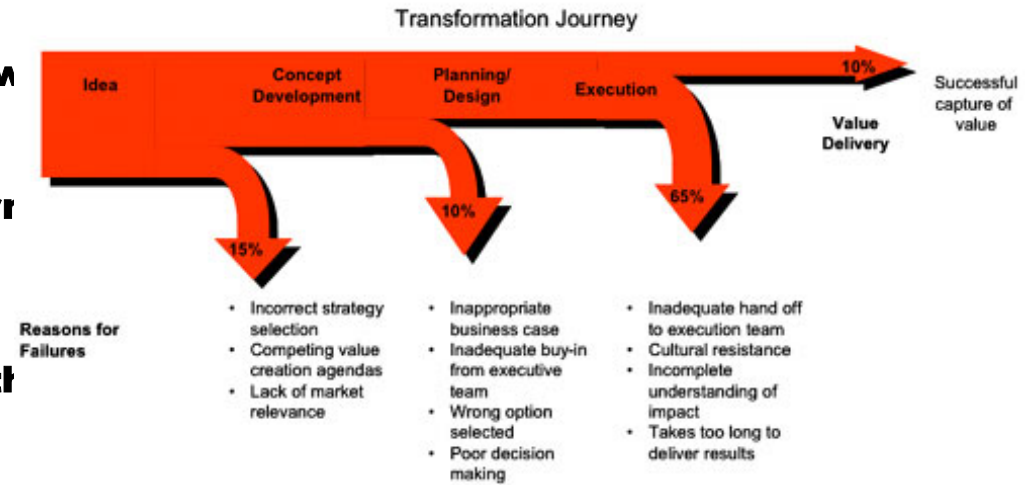 Transformation Journey
Idea
Concept
Development
Planning/
Design
Execution
10%
Successful
capture of
value
Value
Delivery
15%
10%
65%
Reasons for
Failures
• Incorrect strategy
selection
• Competing value
creation agendas
• Lack of market
relevance
• Inappropriate
business case
• Inadequate buy-in
from executive
team
• Wrong option
selected
• Poor decision
making
• Inadequate hand off
to execution team
• Cultural resistance
• Incomplete
understanding of
impact
• Takes too long to
deliver results